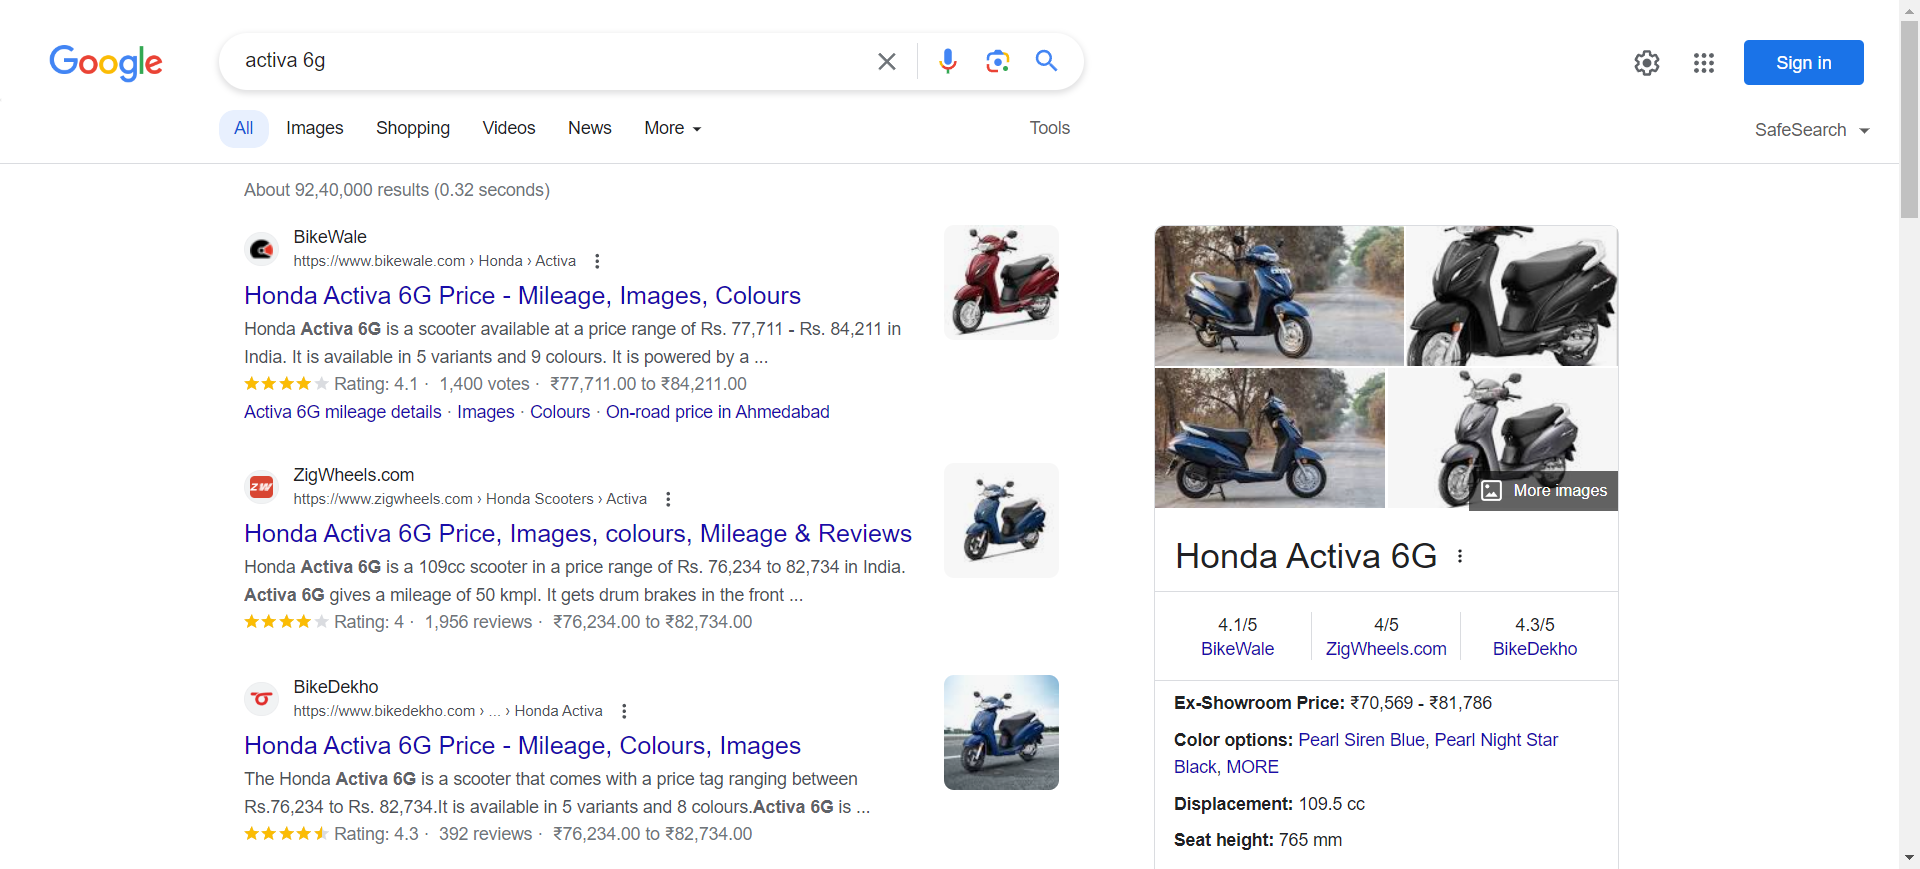 Google
activa 6g
Sign in
All Images Shopping Videos News More Tools SafeSearch
About 92,40,000 results (0.32 seconds)
BikeWale
https://www.bikewale.com › Honda › Activa
Honda Activa 6G Price - Mileage, Images, Colours
Honda Activa 6G is a scooter available at a price range of Rs. 77,711 - Rs. 84,211 in
India. It is available in 5 variants and 9 colours. It is powered by a ...
Rating: 4.1 · 1,400 votes · ₹77,711.00 to ₹84,211.00
Activa 6G mileage details · Images · Colours · On-road price in Ahmedabad
ZW
ZigWheels.com
https://www.zigwheels.com › Honda Scooters › Activa
Honda Activa 6G Price, Images, colours, Mileage & Reviews
Honda Activa 6G is a 109cc scooter in a price range of Rs. 76,234 to 82,734 in India.
Activa 6G gives a mileage of 50 kmpl. It gets drum brakes in the front ...
Rating: 4 · 1,956 reviews · ₹76,234.00 to ₹82,734.00
BikeDekho
https://www.bikedekho.com › ... › Honda Activa
Honda Activa 6G Price - Mileage, Colours, Images
The Honda Activa 6G is a scooter that comes with a price tag ranging between
Rs.76,234 to Rs. 82,734.It is available in 5 variants and 8 colours.Activa 6G is ...
Rating: 4.3 · 392 reviews · ₹76,234.00 to ₹82,734.00
More images
Honda Activa 6G
4.1/5 4/5 4.3/5
BikeWale ZigWheels.com BikeDekho
Ex-Showroom Price: ₹70,569 - ₹81,786
Color options: Pearl Siren Blue, Pearl Night Star
Black, MORE
Displacement: 109.5 cc
Seat height: 765 mm